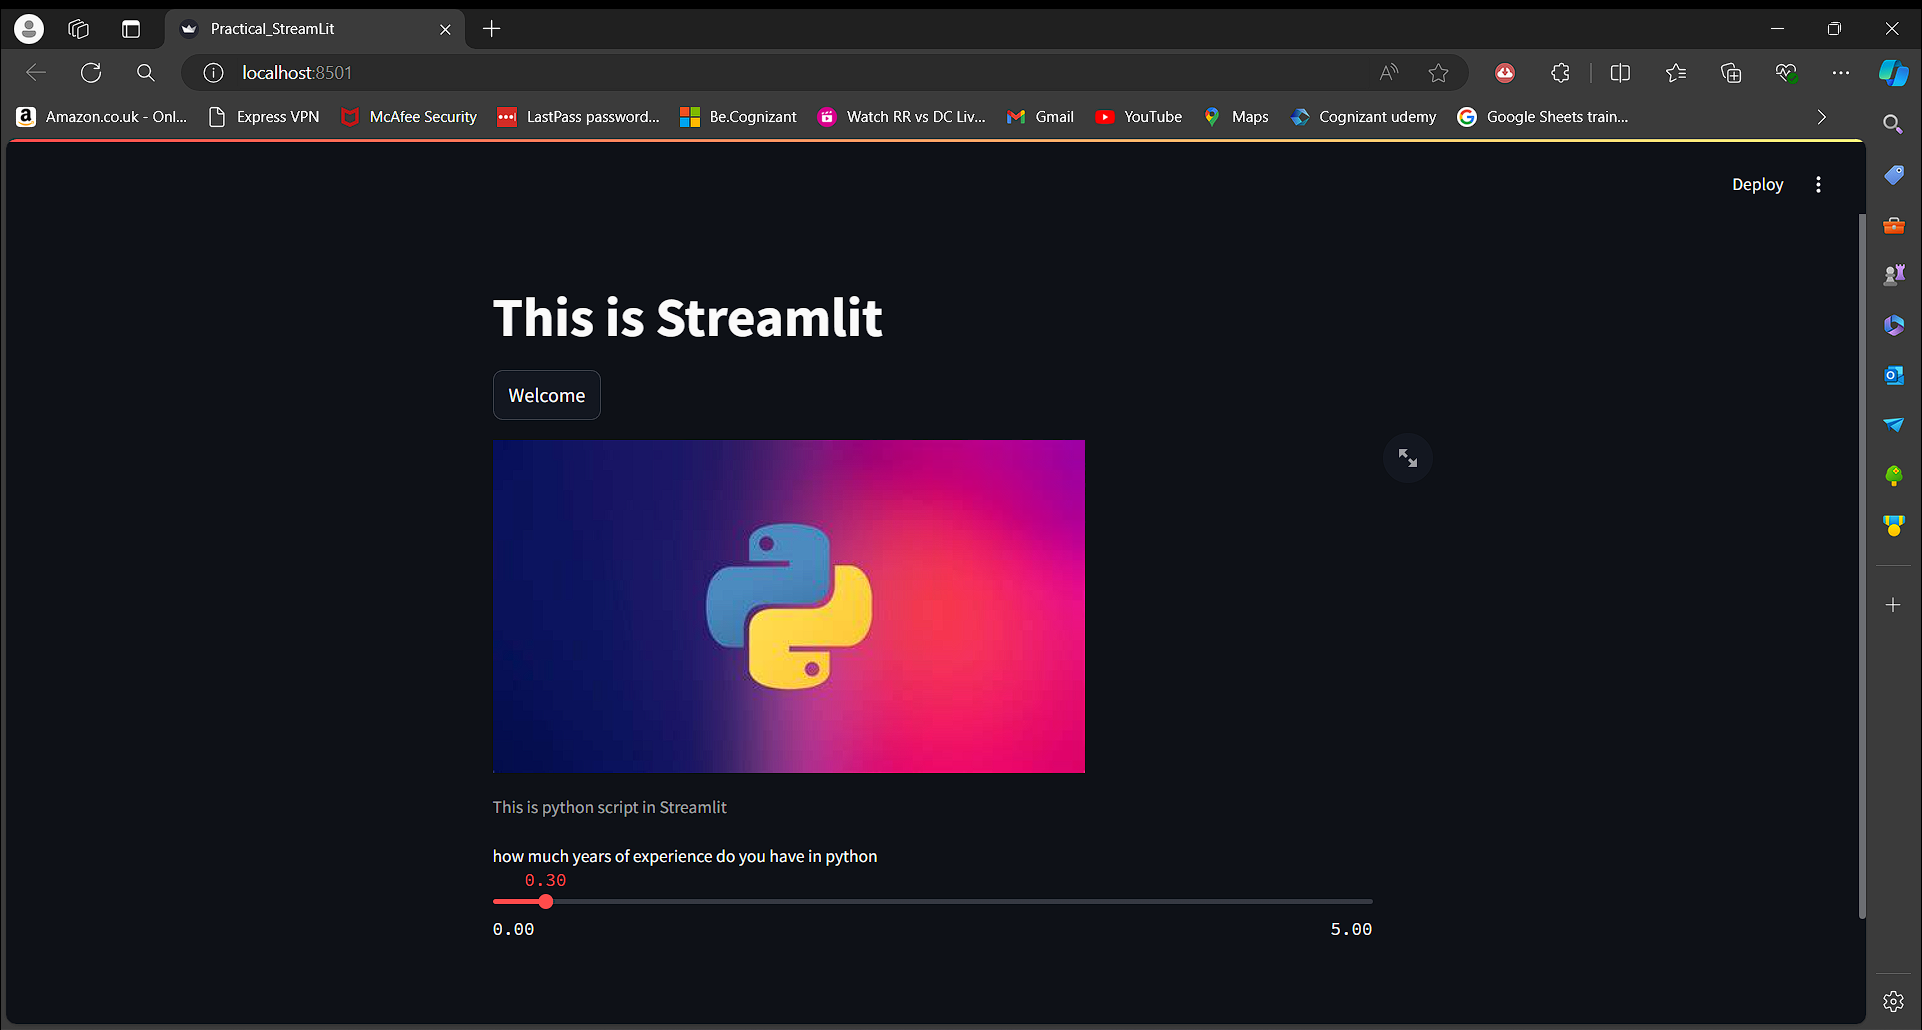 Practical_StreamLit
localhost:8501
Amazon.co.uk - Onl... Express VPN McAfee Security LastPass password... Be.Cognizant Watch RR vs DC Liv... Gmail YouTube Maps Cognizant udemy Google Sheets train...
Deploy
This is Streamlit
Welcome
This is python script in Streamlit
how much years of experience do you have in python
0.30
0.00 5.00